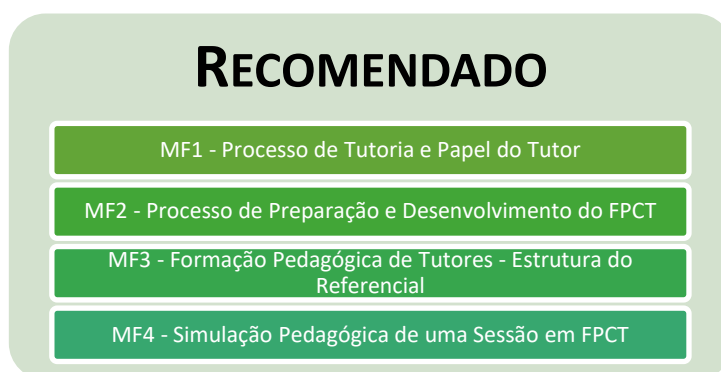 RECOMENDADO
MF1 - Processo de Tutoria e Papel do Tutor
MF2 - Processo de Preparação e Desenvolvimento do FPCT
MF3 - Formação Pedagógica de Tutores - Estrutura do
Referencial
MF4 - Simulação Pedagógica de uma Sessão em FPCT